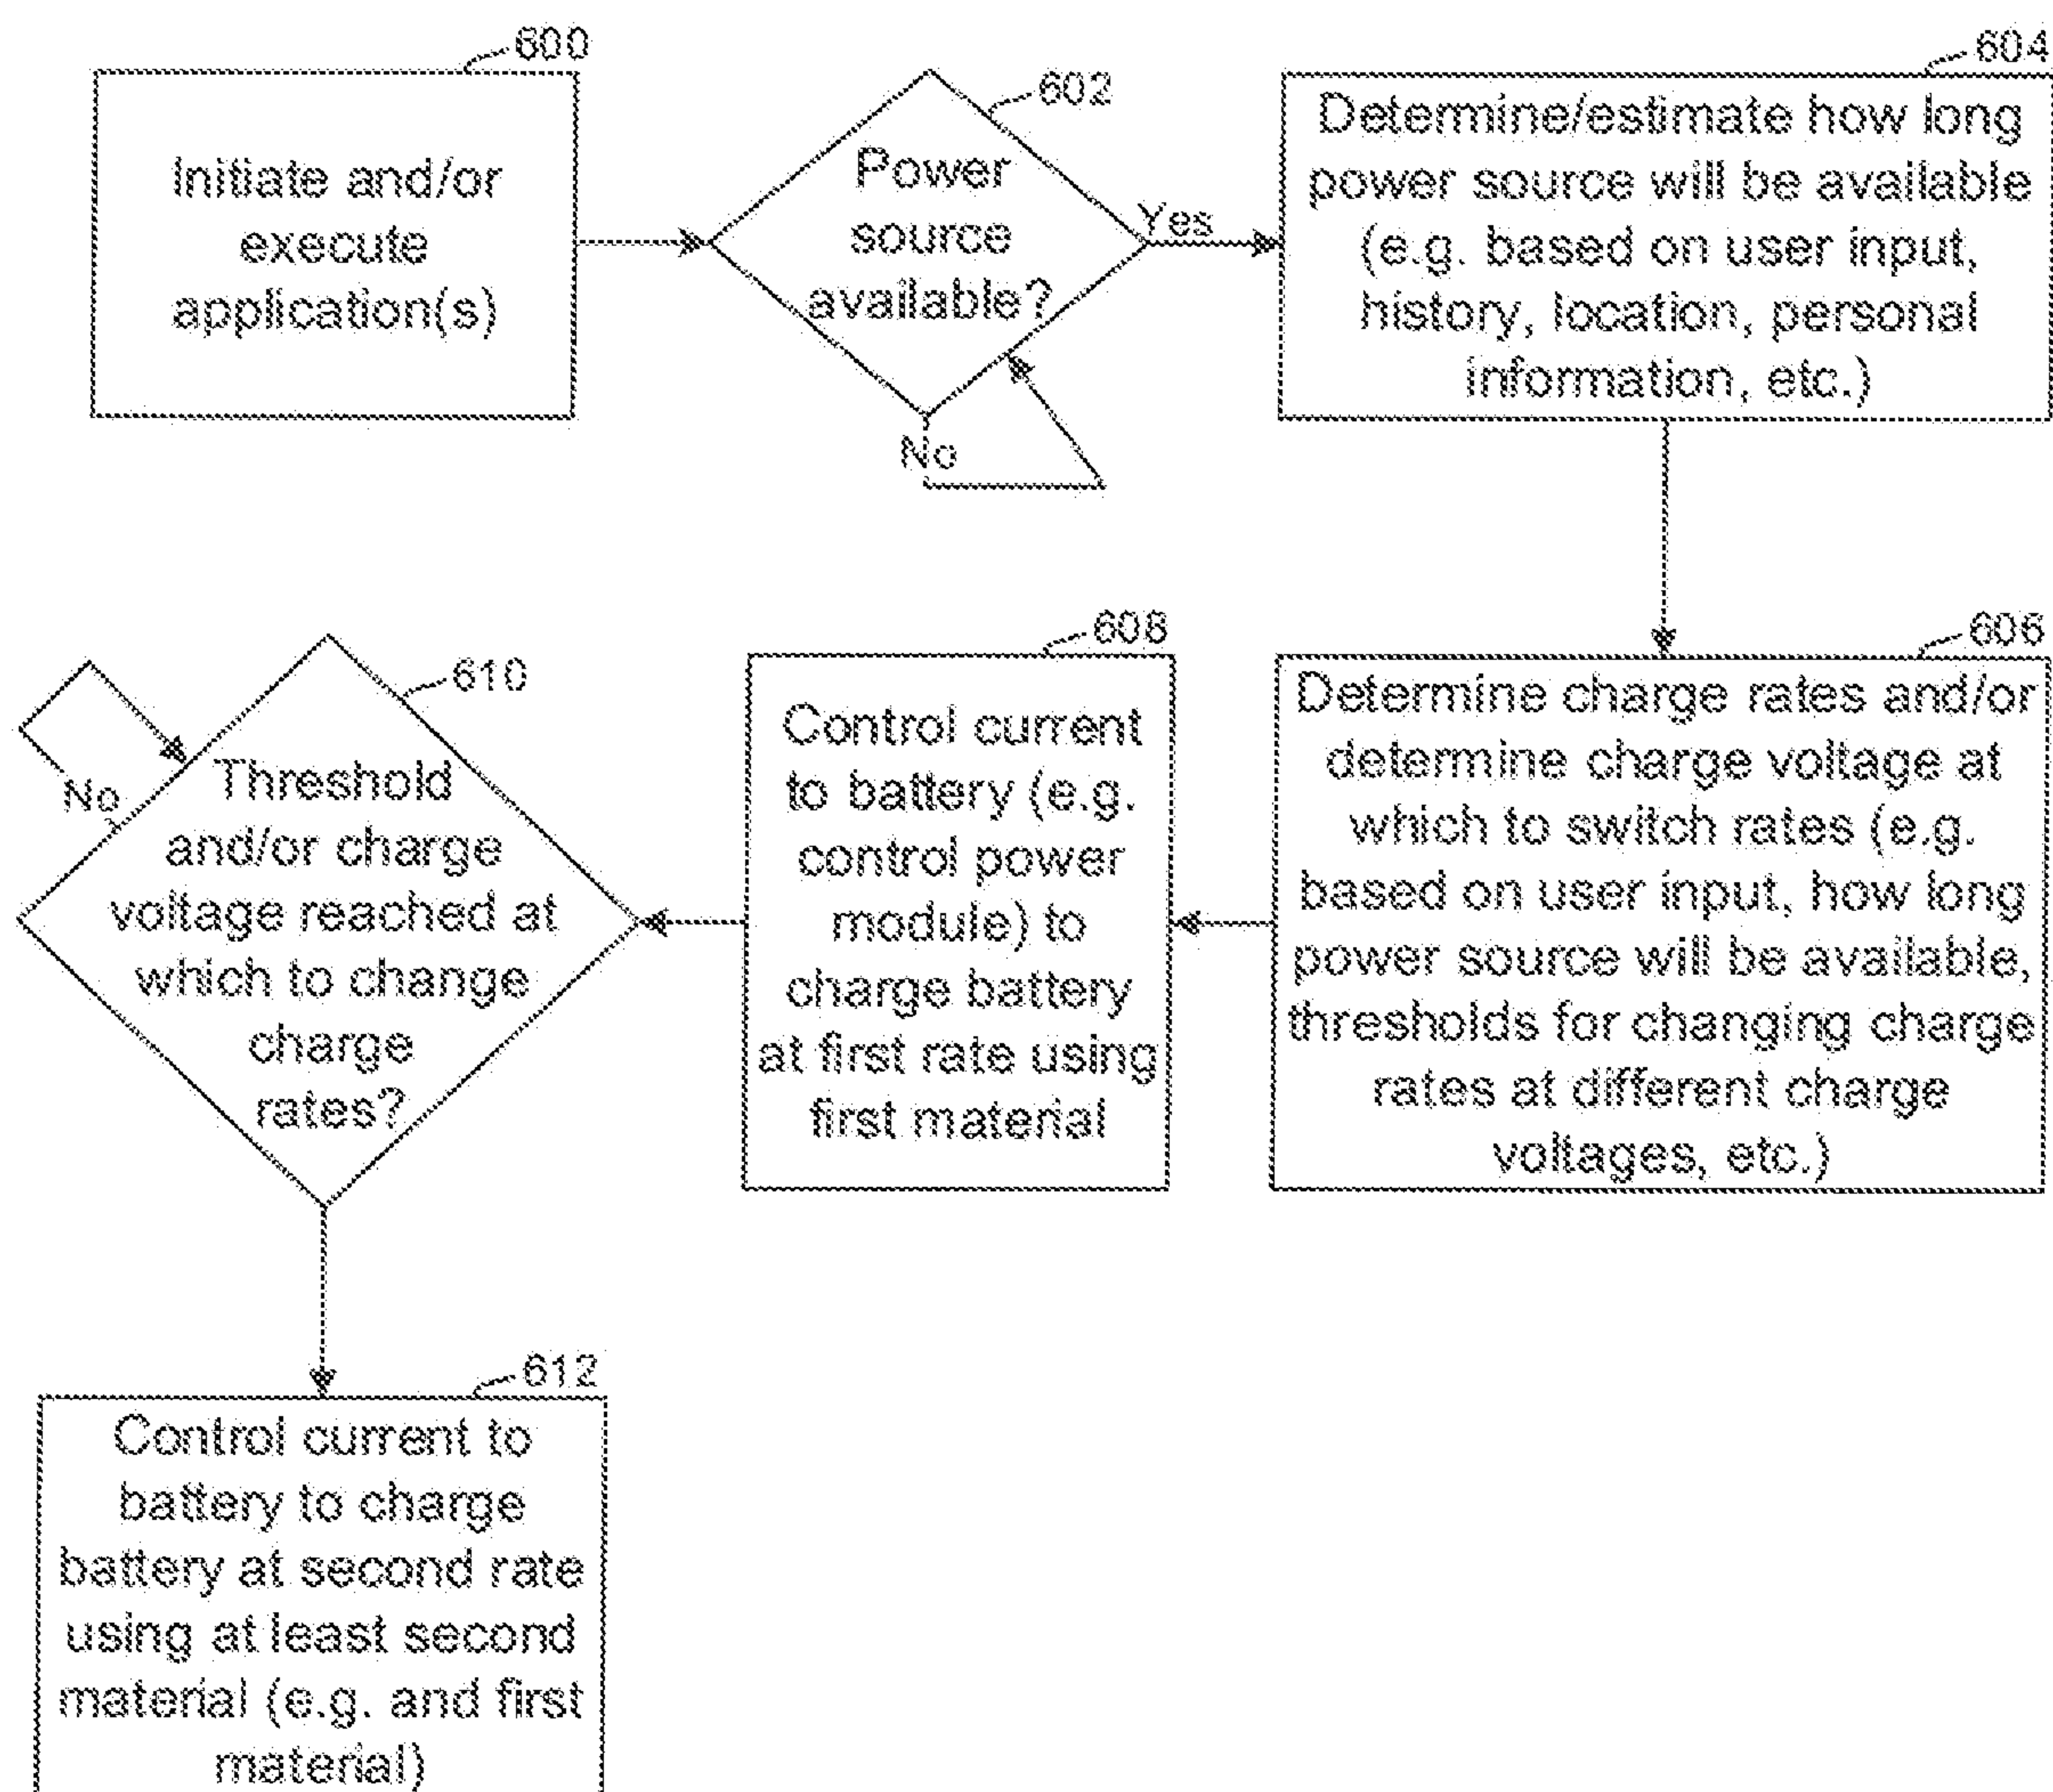 600
Initiate and/or
execute
application(s)
602
Power
source
available?
Yes
No
604
Determine/estimate how long
power source will be available
(e.g. based on user input,
history, location, personal
information, etc.)
606
Determine charge rates and/or
determine charge voltage at
which to switch rates (e.g.
based on user input, how long
power source will be available,
thresholds for changing charge
rates at different charge
voltages, etc.)
608
Control current
to battery (e.g.
control power
module) to
charge battery
at first rate using
first material
610
Threshold
and/or charge
voltage reached at
which to change
charge
rates?
No
612
Control current to
battery to charge
battery at second rate
using at least second
material (e.g. and first
material)